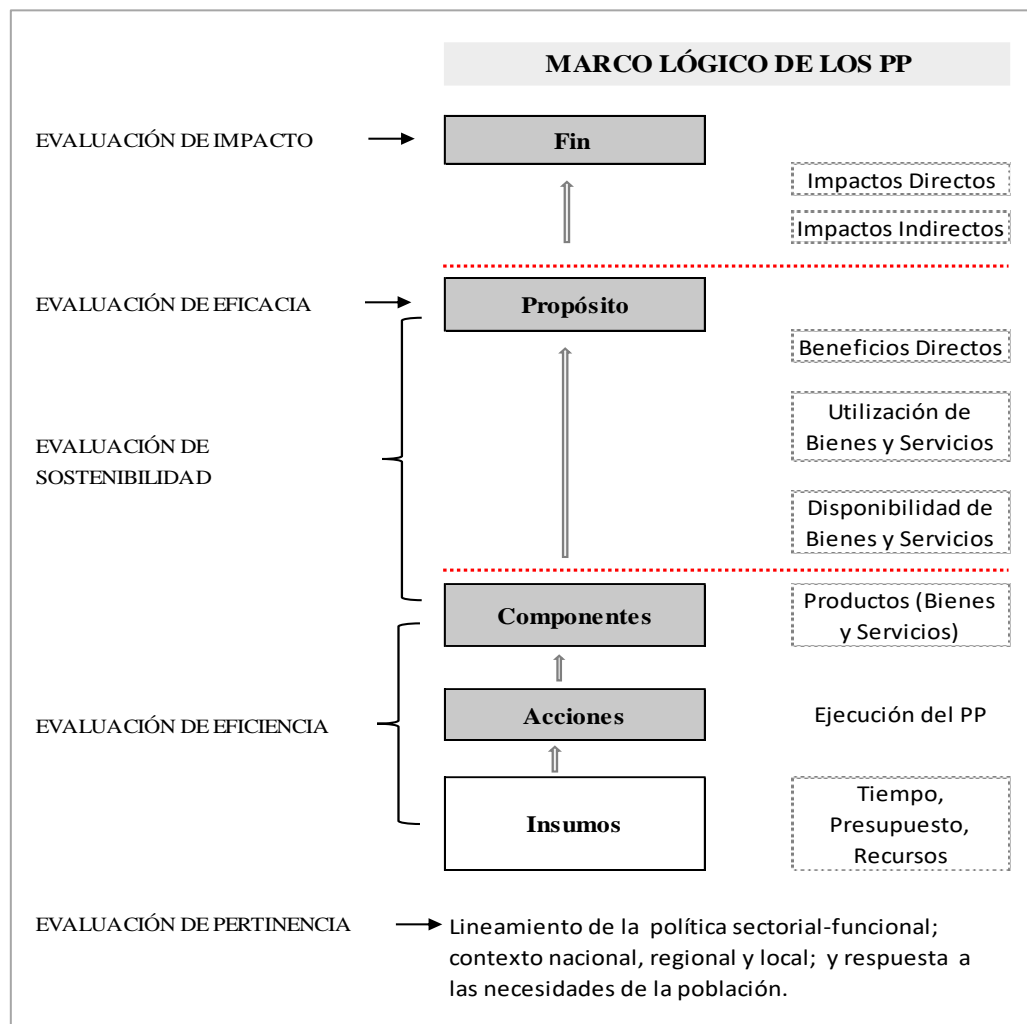 MARCO LÓGICO DE LOS PP
EVALUACIÓN DE IMPACTO
Fin
Impactos Directos
Impactos Indirectos
EVALUACIÓN DE EFICACIA
Propósito
Beneficios Directos
Utilización de
Bienes y Servicios
EVALUACIÓN DE
SOSTENIBILIDAD
Disponibilidad de
Bienes y Servicios
Componentes
Productos (Bienes
y Servicios)
EVALUACIÓN DE EFICIENCIA
Acciones
Ejecución del PP
Insumos
Tiempo,
Presupuesto,
Recursos
EVALUACIÓN DE PERTINENCIA
Lineamiento de la política sectorial-funcional;
contexto nacional, regional y local; y respuesta a
las necesidades de la población.